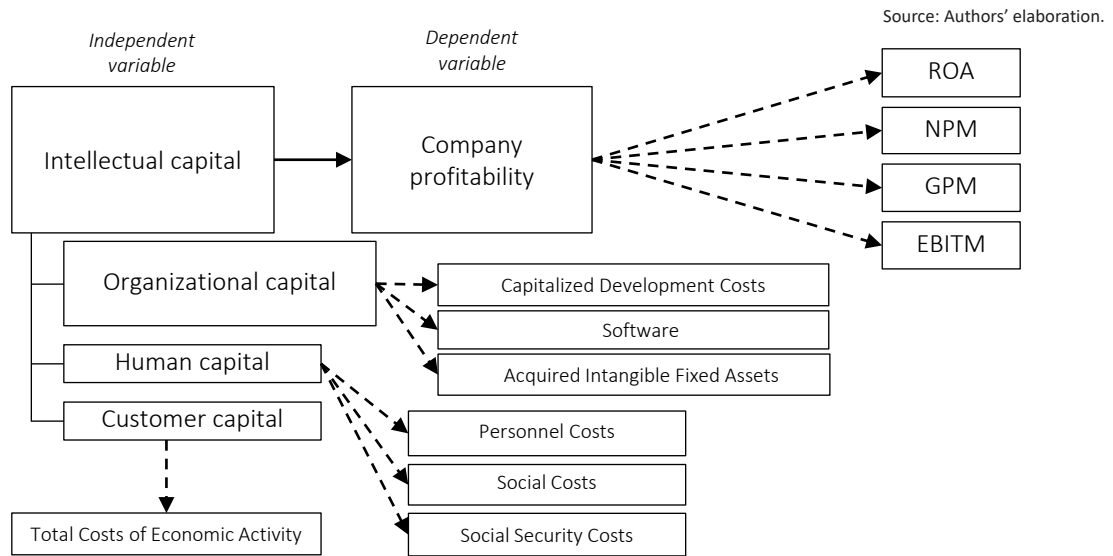 Source: Authors’ elaboration.
Independent
variable
Dependent
variable
Intellectual capital
Company
profitability
ROA
NPM
GPM
EBITM
Organizational capital
Capitalized Development Costs
Software
Acquired Intangible Fixed Assets
Human capital
Customer capital
Personnel Costs
Social Costs
Social Security Costs
Total Costs of Economic Activity